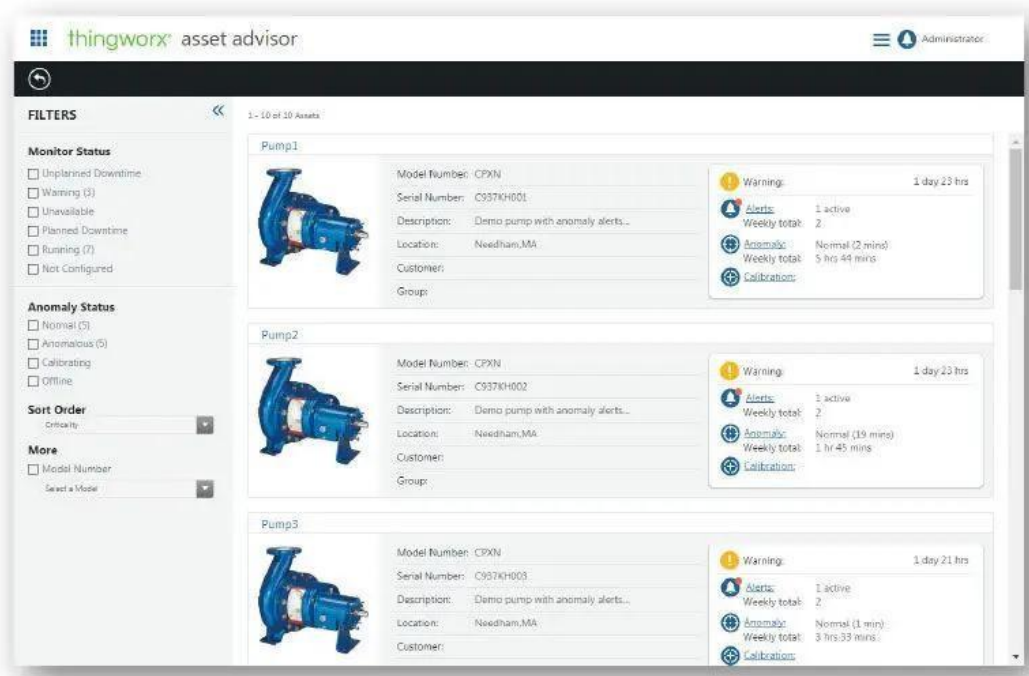 thingworx asset advisor
Administrator
FILTERS
1 - 10 of 10 Assets
Monitor Status
Unplanned Downtime
Warning (3)
Unavailable
Planned Downtime
Running (7)
Not Configured
Anomaly Status
Normal (5)
Anomalous (5)
Calibrating
Offline
Sort Order
Criticality
More
Model Number
Select a Model
Pump1
Model Number: CPXN
Serial Number: C937KH001
Description: Demo pump with anomaly alerts...
Location: Needham,MA
Customer:
Group:
Warning: 1 day 23 hrs
Alerts: 1 active
Weekly total: 2
Anomaly: Normal (2 mins)
Weekly total: 5 hrs 44 mins
Calibration:
Pump2
Model Number: CPXN
Serial Number: C937KH002
Description: Demo pump with anomaly alerts...
Location: Needham,MA
Customer:
Group:
Warning: 1 day 23 hrs
Alerts: 1 active
Weekly total: 2
Anomaly: Normal (19 mins)
Weekly total: 1 hr 45 mins
Calibration:
Pump3
Model Number: CPXN
Serial Number: C937KH003
Description: Demo pump with anomaly alerts...
Location: Needham,MA
Customer:
Warning: 1 day 21 hrs
Alerts: 1 active
Weekly total: 2
Anomaly: Normal (1 min)
Weekly total: 3 hrs 33 mins
Calibration: